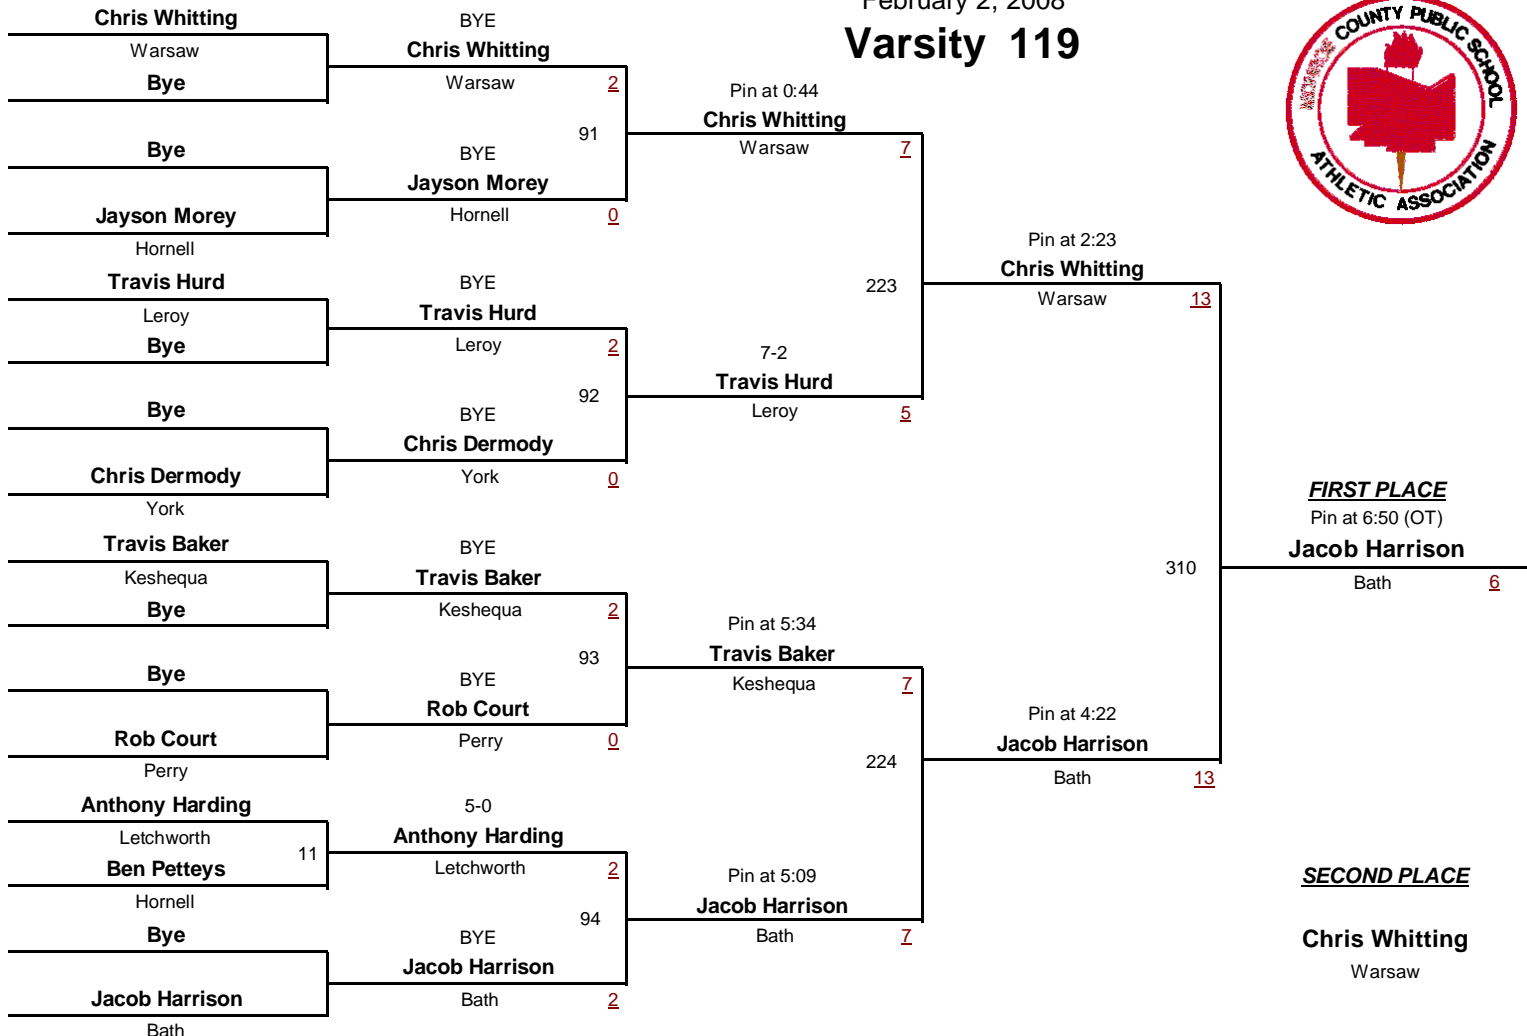 February 2, 2008
Varsity 119
COUNTY PUBLIC SCHOOL
ATHLETIC ASSOCIATION
Chris Whitting
Warsaw
Bye
Bye
Jayson Morey
Hornell
Travis Hurd
Leroy
Bye
Bye
Chris Dermody
York
Travis Baker
Keshequa
Bye
Bye
Rob Court
Perry
Anthony Harding
Letchworth
11
Ben Petteys
Hornell
Bye
Jacob Harrison
Bath
BYE
Chris Whitting
Warsaw 2
91
BYE
Jayson Morey
Hornell 0
BYE
Travis Hurd
Leroy 2
92
BYE
Chris Dermody
York 0
BYE
Travis Baker
Keshequa 2
93
BYE
Rob Court
Perry 0
5-0
Anthony Harding
Letchworth 2
94
BYE
Jacob Harrison
Bath 2
Pin at 0:44
Chris Whitting
Warsaw 7
223
7-2
Travis Hurd
Leroy 5
Pin at 5:34
Travis Baker
Keshequa 7
224
Pin at 5:09
Jacob Harrison
Bath 7
Pin at 2:23
Chris Whitting
Warsaw 13
310
Pin at 4:22
Jacob Harrison
Bath 13
FIRST PLACE
Pin at 6:50 (OT)
Jacob Harrison
Bath 6
SECOND PLACE
Chris Whitting
Warsaw